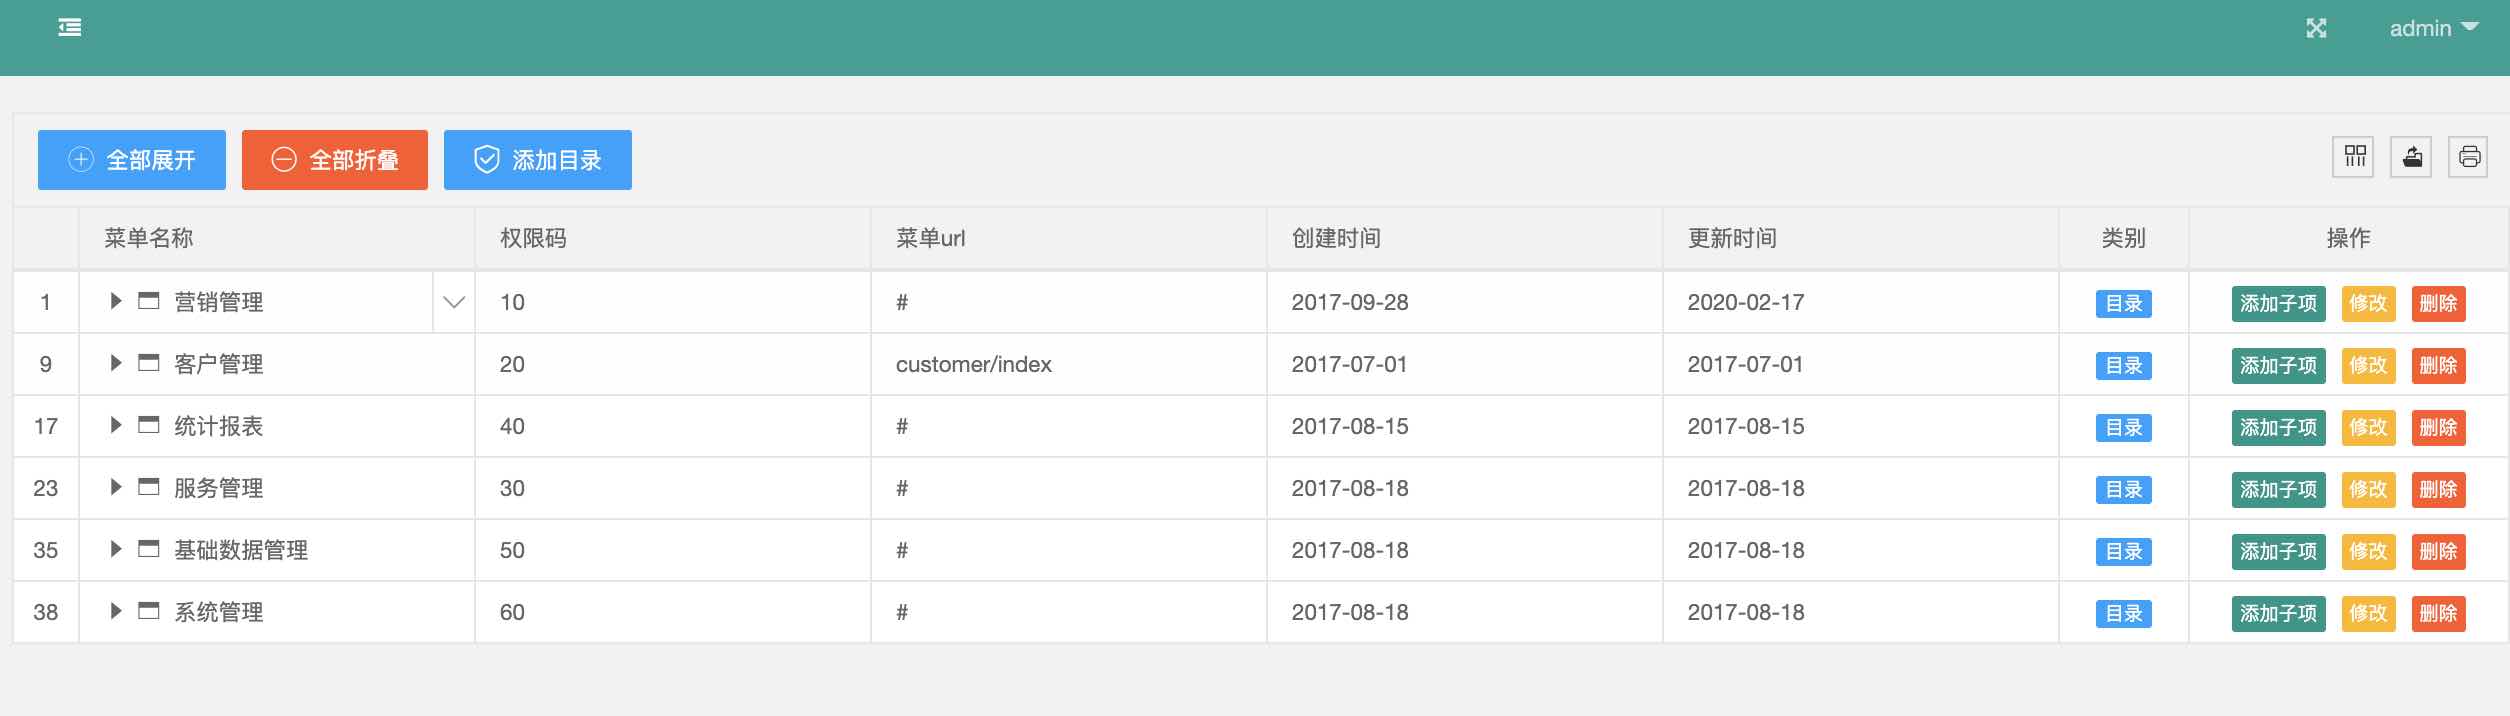 admin
全部展开 全部折叠 添加目录
菜单名称 权限码 菜单url 创建时间 更新时间 类别 操作
1 营销管理 10 # 2017-09-28 2020-02-17 目录 添加子项 修改 删除
9 客户管理 20 customer/index 2017-07-01 2017-07-01 目录 添加子项 修改 删除
17 统计报表 40 # 2017-08-15 2017-08-15 目录 添加子项 修改 删除
23 服务管理 30 # 2017-08-18 2017-08-18 目录 添加子项 修改 删除
35 基础数据管理 50 # 2017-08-18 2017-08-18 目录 添加子项 修改 删除
38 系统管理 60 # 2017-08-18 2017-08-18 目录 添加子项 修改 删除